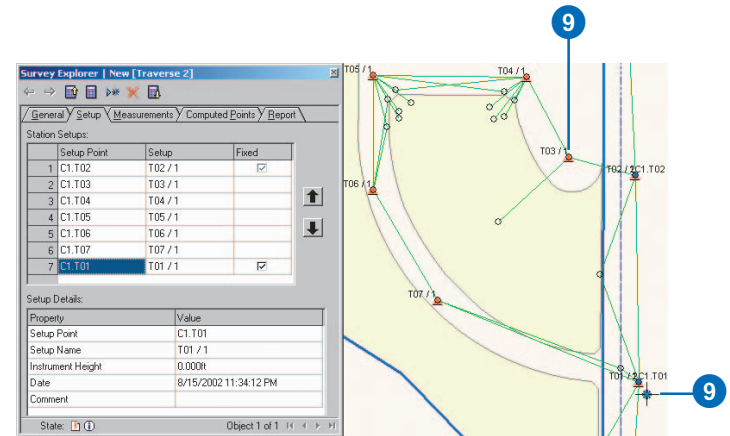 9
Survey Explorer | New [Traverse 2]
General Setup Measurements Computed Points Report
Station Setups:
Setup Point Setup Fixed
1 C1.T02 T02 / 1
2 C1.T03 T03 / 1
3 C1.T04 T04 / 1
4 C1.T05 T05 / 1
5 C1.T06 T06 / 1
6 C1.T07 T07 / 1
7 C1.T01 T01 / 1
Setup Details:
Property Value
Setup Point C1.T01
Setup Name T01 / 1
Instrument Height 0.000ft
Date 8/15/2002 11:34:12 PM
Comment
State: Object 1 of 1
T05 / 1
T04 / 1
T03 / 1
C1.T02
T06 / 1
T07 / 1
C1.T01
9